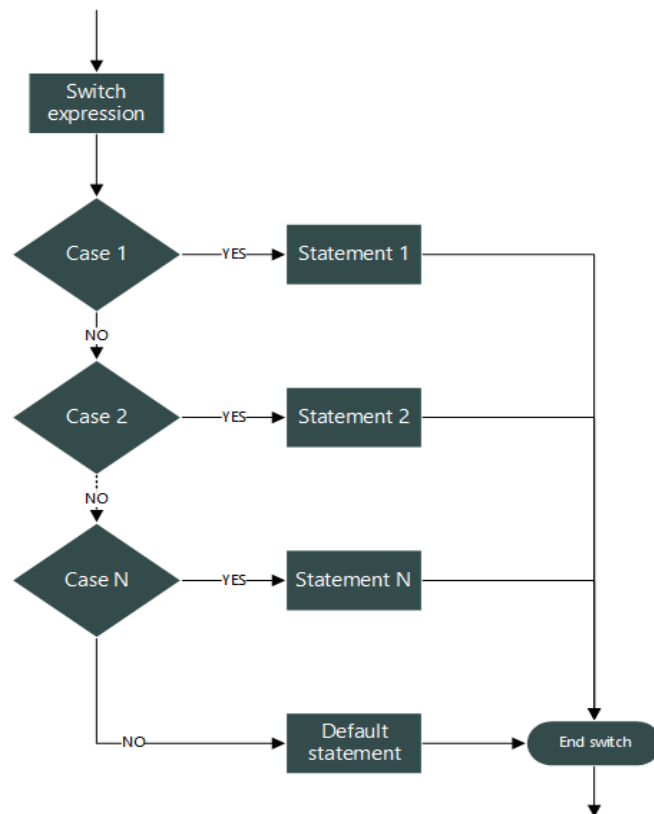 Switch
expression
Case 1
YES
Statement 1
NO
Case 2
YES
Statement 2
NO
Case N
YES
Statement N
NO
Default
statement
End switch